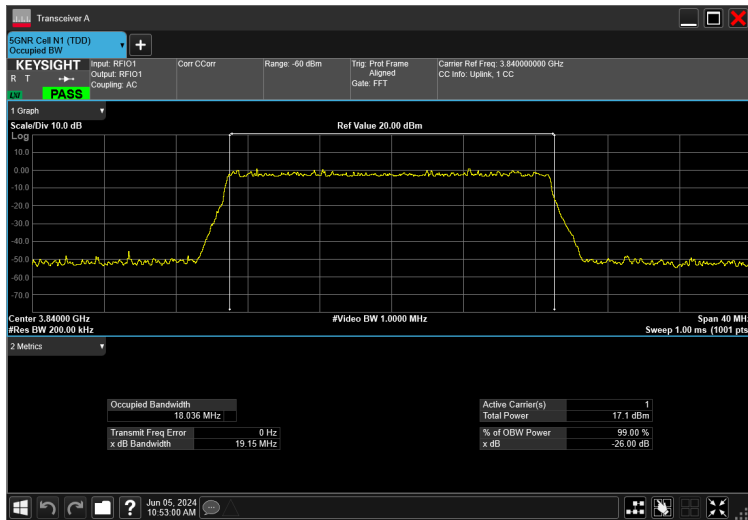 Transceiver A
5GNR Cell N1 (TDD)
Occupied BW
KEYSIGHT
R T
LXI
PASS
Input: RFIO1
Output: RFIO1
Coupling: AC
Corr CCorr
Range: -60 dBm
Trig: Prot Frame
Aligned
Gate: FFT
Carrier Ref Freq: 3.840000000 GHz
CC Info: Uplink, 1 CC
1 Graph
Scale/Div 10.0 dB
Ref Value 20.00 dBm
Log
10.0
0.00
-10.0
-20.0
-30.0
-40.0
-50.0
-60.0
-70.0
Center 3.84000 GHz
#Video BW 1.0000 MHz
Span 40 MHz
#Res BW 200.00 kHz
Sweep 1.00 ms (1001 pts
2 Metrics
Occupied Bandwidth
18.036 MHz
Transmit Freq Error 0 Hz
x dB Bandwidth 19.15 MHz
Active Carrier(s) 1
Total Power 17.1 dBm
% of OBW Power 99.00 %
x dB -26.00 dB
?
Jun 05, 2024
10:53:00 AM